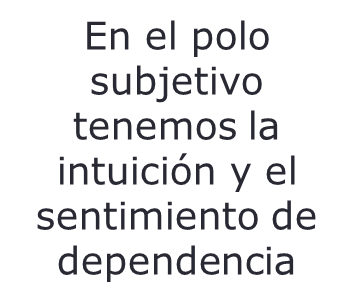 En el polo
subjetivo
tenemos la
intuición y el
sentimiento de
dependencia